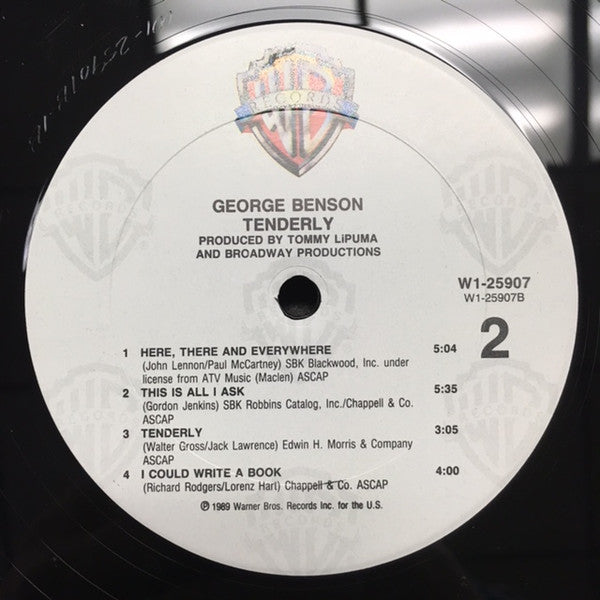 RECORDS
GEORGE BENSON
TENDERLY
PRODUCED BY TOMMY LiPUMA
AND BROADWAY PRODUCTIONS
W1-25907
W1-25907B
2
1 HERE, THERE AND EVERYWHERE 5:04
(John Lennon/Paul McCartney) SBK Blackwood, Inc. under
license from ATV Music (Maclen) ASCAP
2 THIS IS ALL I ASK 5:35
(Gordon Jenkins) SBK Robbins Catalog, Inc./Chappell & Co.
ASCAP
3 TENDERLY 3:05
(Walter Gross/Jack Lawrence) Edwin H. Morris & Company
ASCAP
4 I COULD WRITE A BOOK 4:00
(Richard Rodgers/Lorenz Hart) Chappell & Co. ASCAP
℗ 1989 Warner Bros. Records Inc. for the U.S.